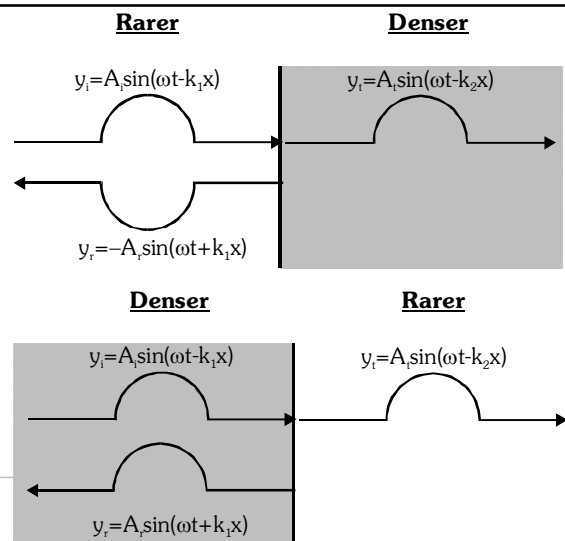 Rarer Denser
yᵢ=Aᵢsin(ωt-k₁x) yₜ=Aₜsin(ωt-k₂x)
yᵣ=−Aᵣsin(ωt+k₁x)
Denser Rarer
yᵢ=Aᵢsin(ωt-k₁x) yₜ=Aₜsin(ωt-k₂x)
yᵣ=Aᵣsin(ωt+k₁x)